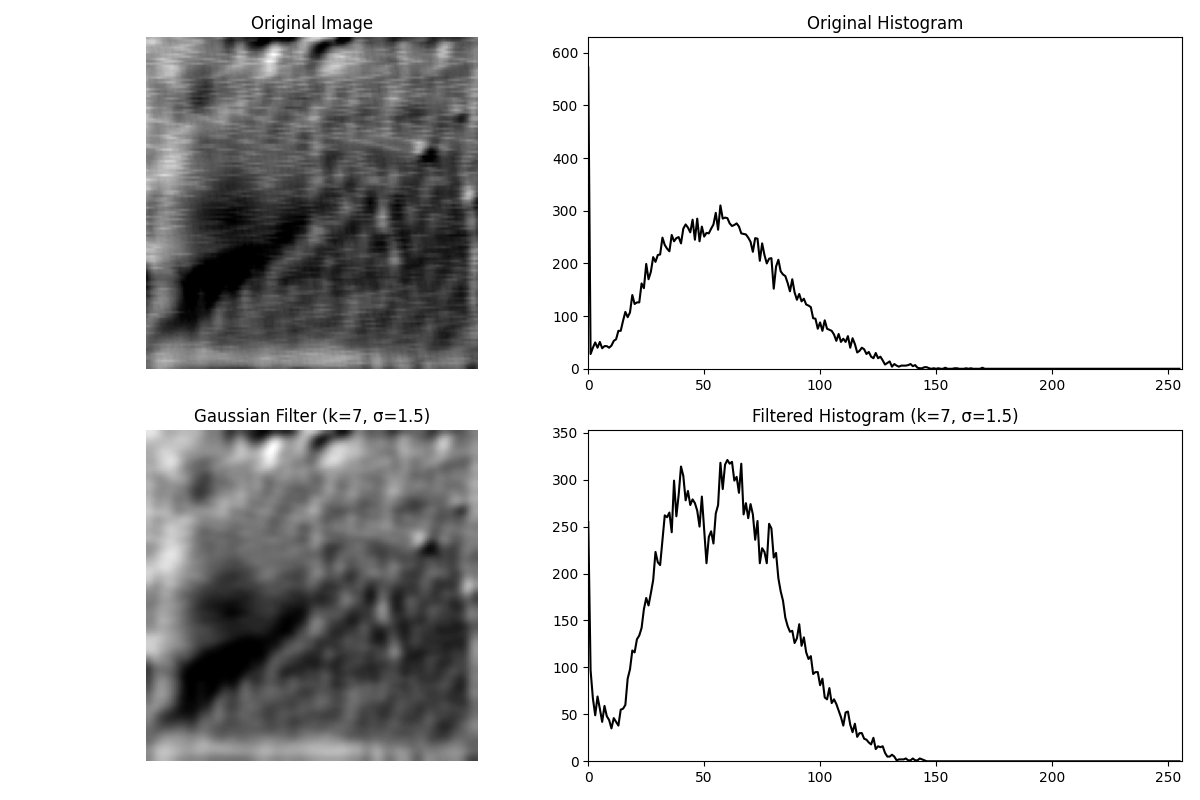 Original Image
Original Histogram
600
500
400
300
200
100
0
0 50 100 150 200 250
Gaussian Filter (k=7, σ=1.5)
Filtered Histogram (k=7, σ=1.5)
350
300
250
200
150
100
50
0
0 50 100 150 200 250